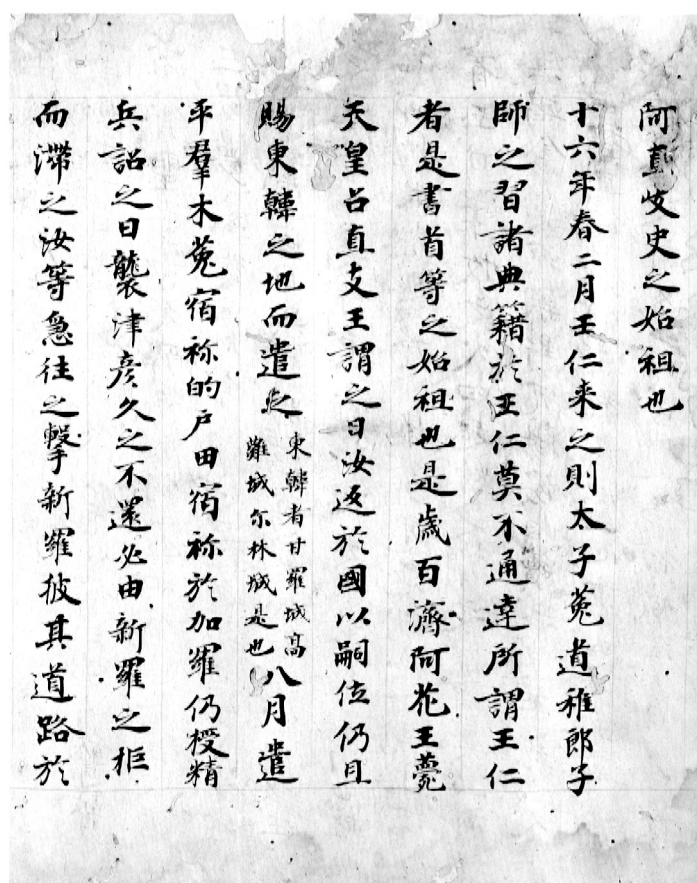 阿直岐史之始祖也
十六年春二月王仁来之則太子菟道稚郎子
師之習諸典籍於王仁莫不通達所謂王仁
者是書首等之始祖也是歳百濟阿花王薨
天皇召直支王謂之曰汝返於國以嗣位仍且
賜東韓之地而遣之
東韓者甘羅城高
難城尓林城是也
八月遣
平羣木菟宿祢的戸田宿祢於加羅仍授精
兵詔之曰襲津彦久之不還必由新羅之拒
而滯之汝等急往之撃新羅披其道路於